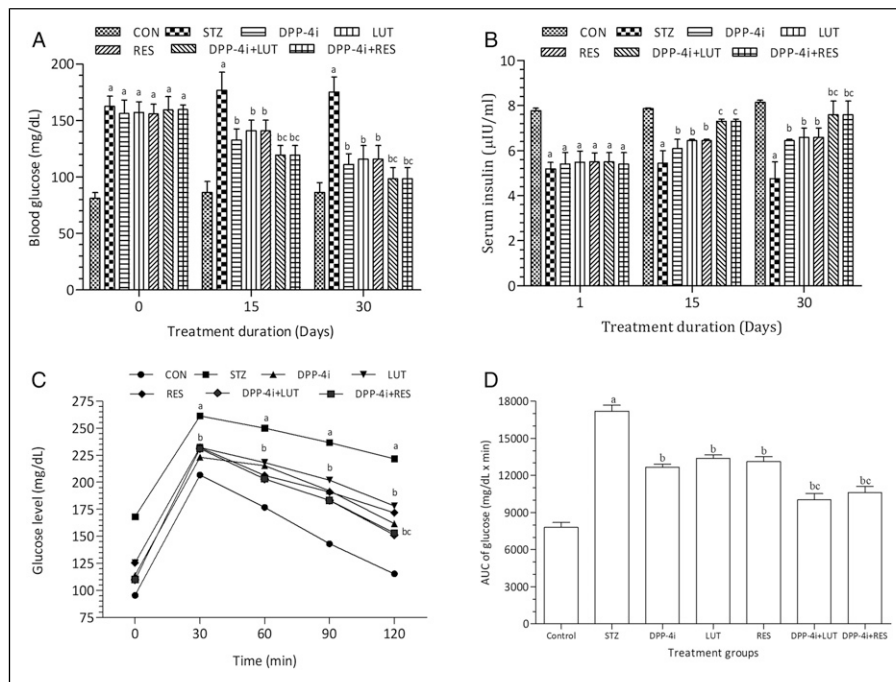 A
CON STZ DPP-4i LUT
RES DPP-4i+LUT DPP-4i+RES
Blood glucose (mg/dL)
200
150
100
50
0
a a a a a a
a b b b bc bc
a b b b bc bc
0 15 30
Treatment duration (Days)
B
CON STZ DPP-4i LUT
RES DPP-4i+LUT DPP-4i+RES
Serum insulin (µIU/ml)
10
8
6
4
2
0
a a a a a a
a b b b c c
a b b b bc bc
1 15 30
Treatment duration (Days)
C
CON STZ DPP-4i LUT
RES DPP-4i+LUT DPP-4i+RES
Glucose level (mg/dL)
275
250
225
200
175
150
125
100
75
a a a a
b b b b
bc
0 30 60 90 120
Time (min)
D
AUC of glucose (mg/dL x min)
18000
15000
12000
9000
6000
3000
0
a
b b b
bc bc
Control STZ DPP-4i LUT RES DPP-4i+LUT DPP-4i+RES
Treatment groups